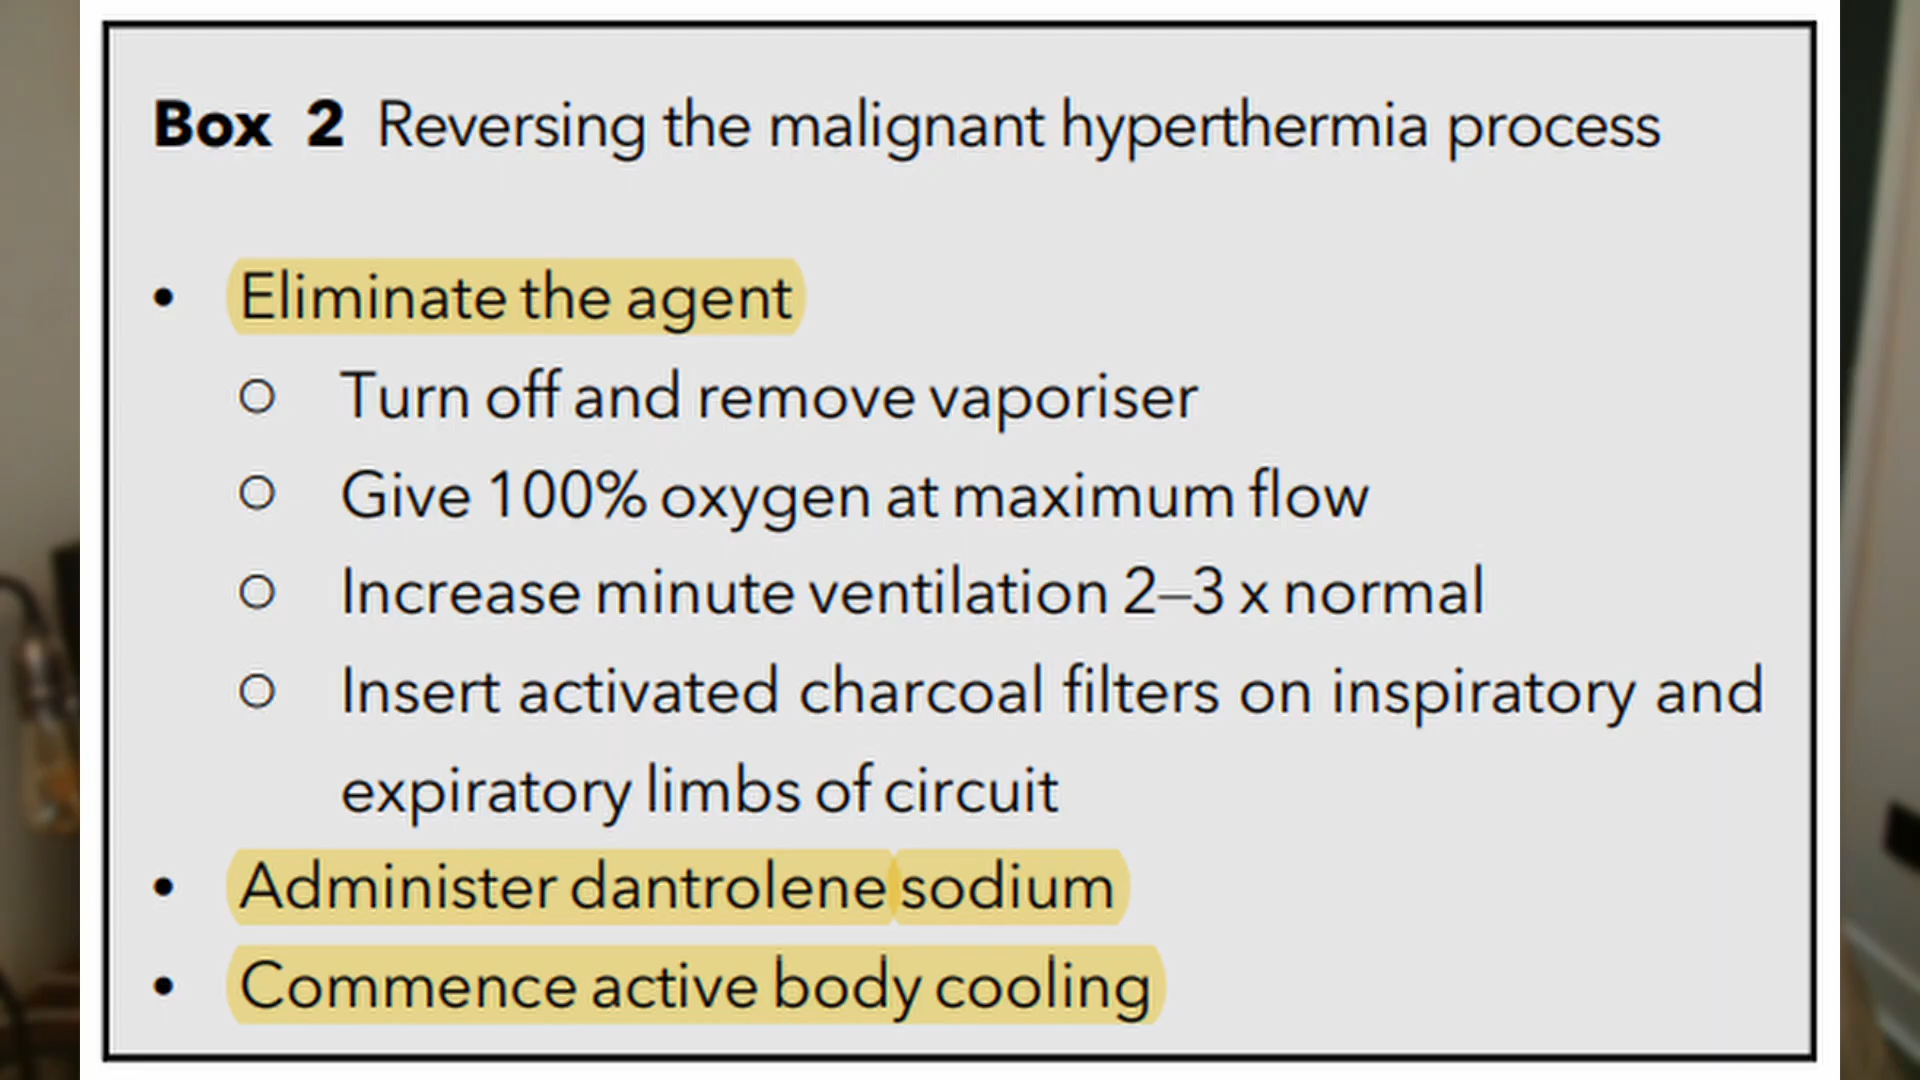 Box 2 Reversing the malignant hyperthermia process
• Eliminate the agent
○ Turn off and remove vaporiser
○ Give 100% oxygen at maximum flow
○ Increase minute ventilation 2–3 x normal
○ Insert activated charcoal filters on inspiratory and
expiratory limbs of circuit
• Administer dantrolene sodium
• Commence active body cooling